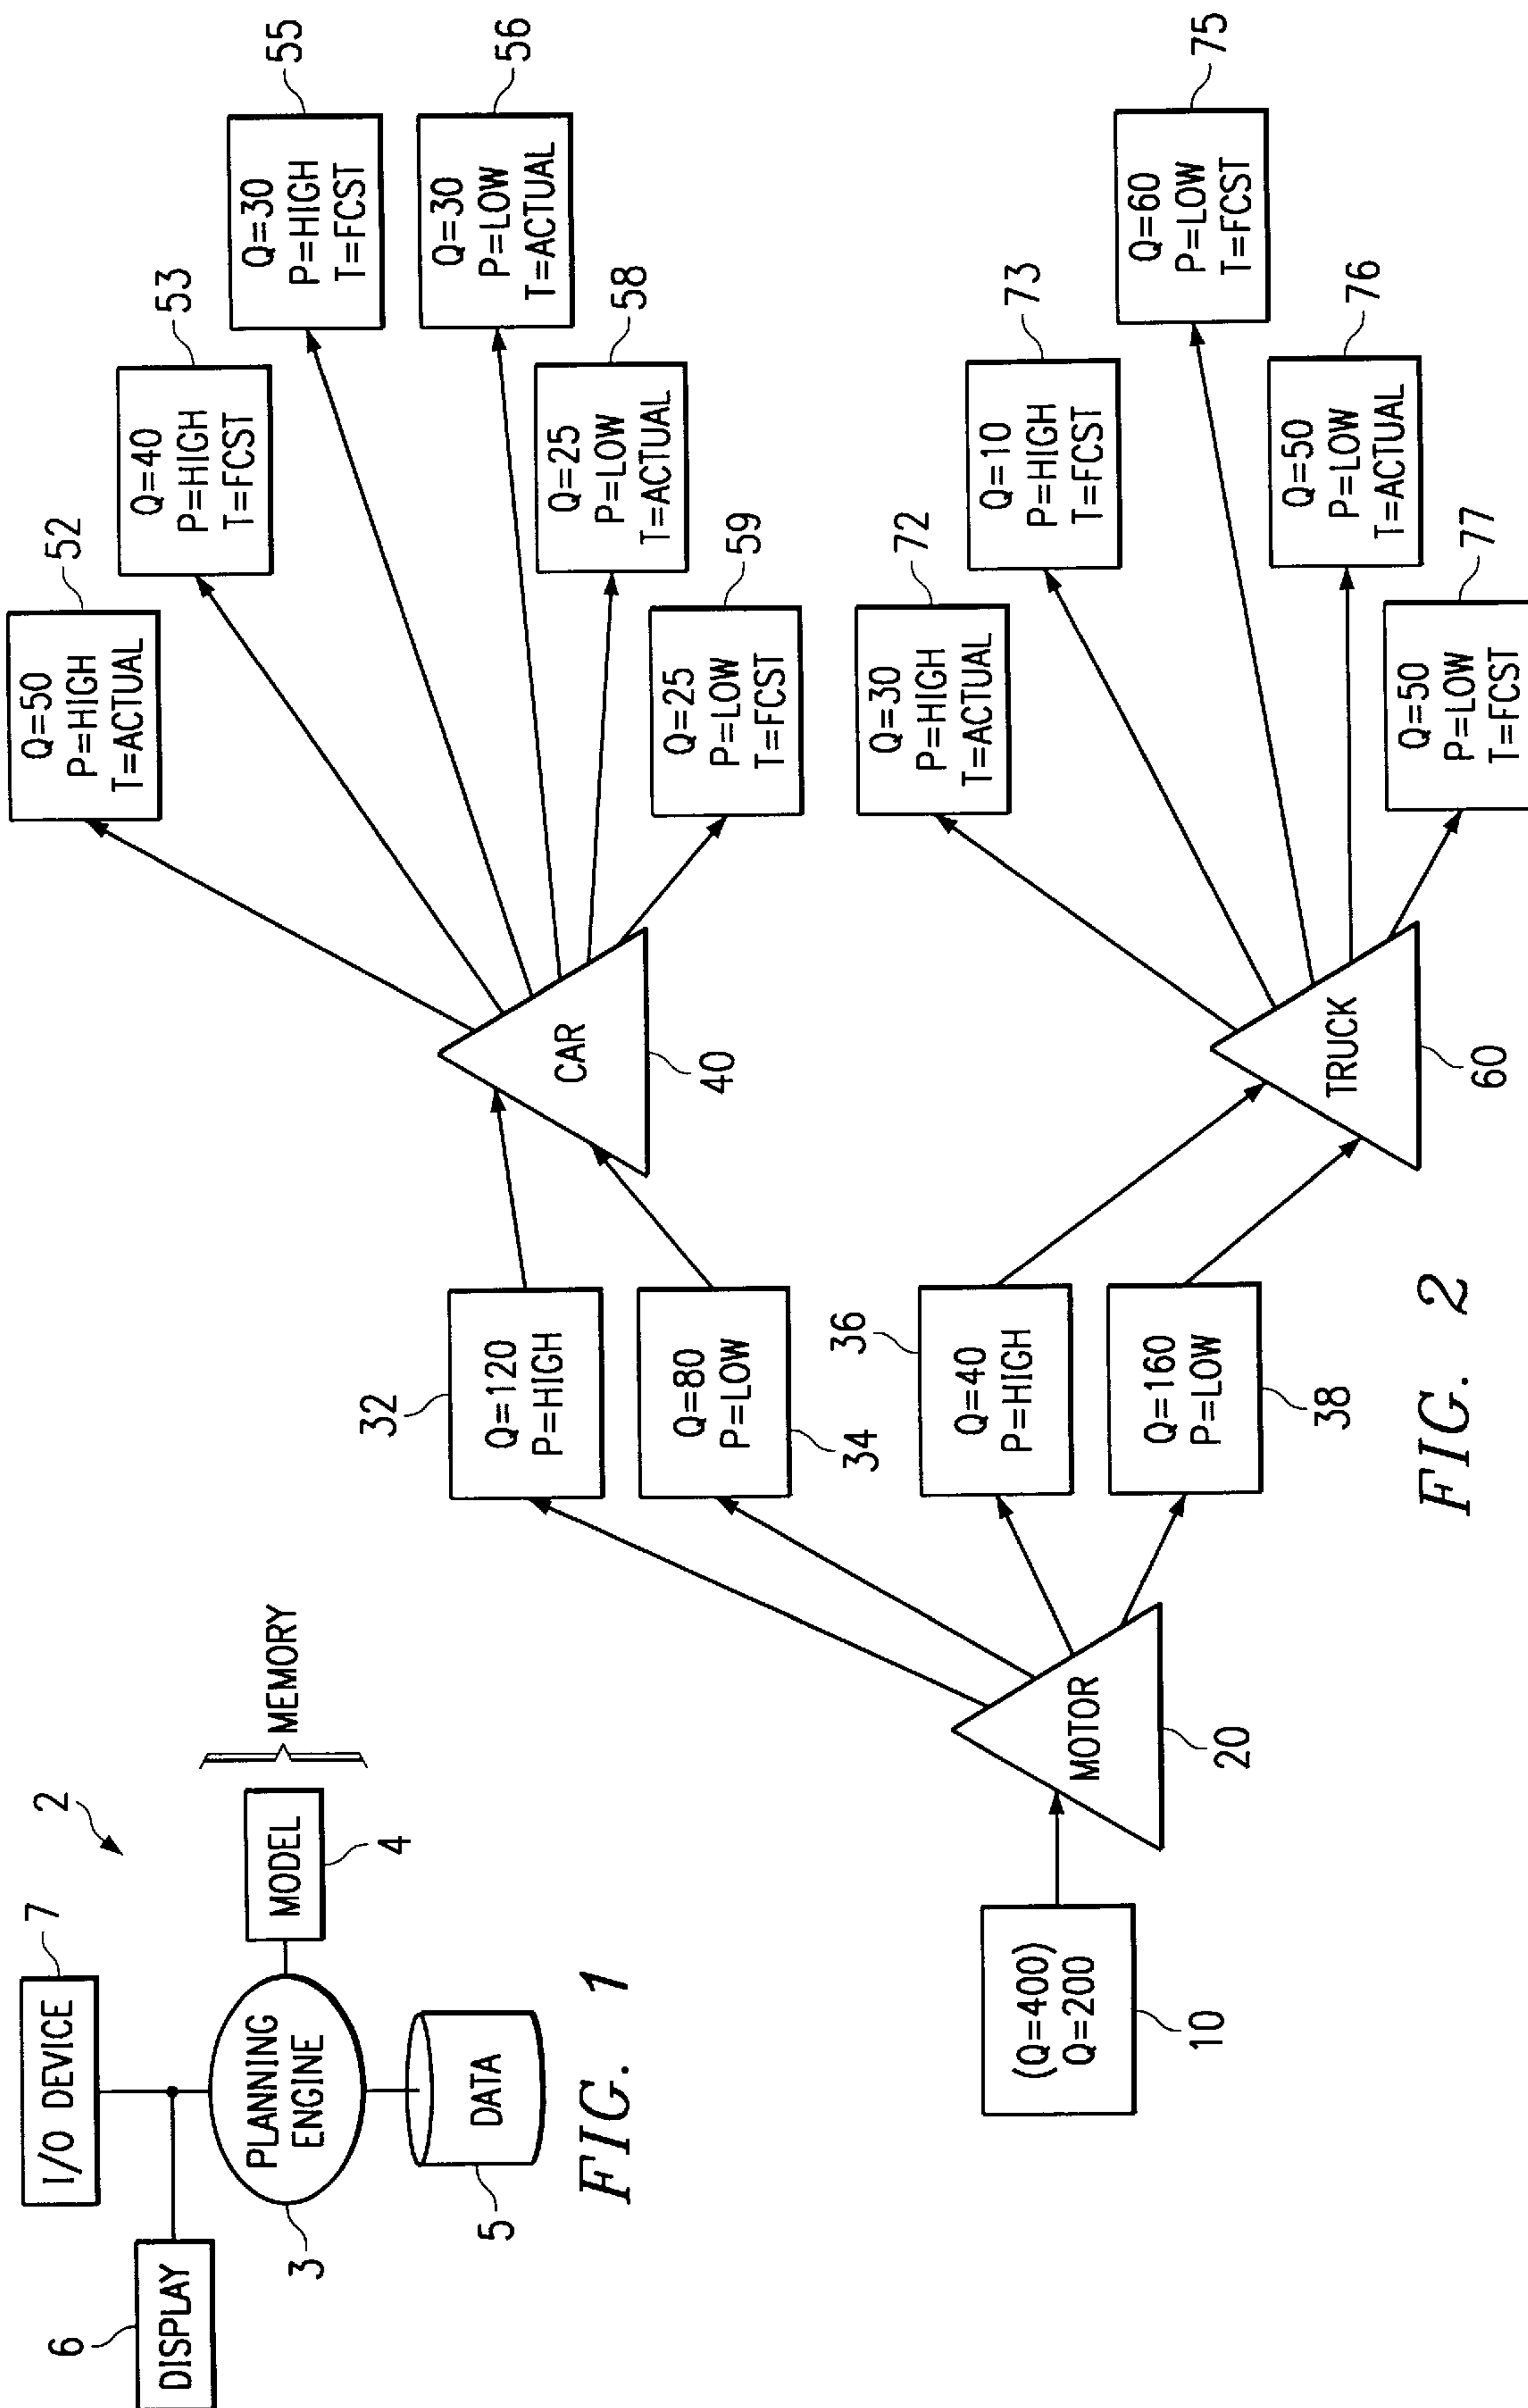 2
I/O DEVICE
7
6
DISPLAY
PLANNING
ENGINE
3
MODEL
4
MEMORY
DATA
5
FIG. 1
(Q=400)
Q=200
10
MOTOR
20
Q=120
P=HIGH
32
Q=80
P=LOW
34
Q=40
P=HIGH
36
Q=160
P=LOW
38
CAR
40
Q=50
P=HIGH
T=ACTUAL
52
Q=40
P=HIGH
T=FCST
53
Q=30
P=HIGH
T=FCST
55
Q=30
P=LOW
T=ACTUAL
56
Q=25
P=LOW
T=ACTUAL
58
Q=25
P=LOW
T=FCST
59
TRUCK
60
Q=30
P=HIGH
T=ACTUAL
72
Q=10
P=HIGH
T=FCST
73
Q=60
P=LOW
T=FCST
75
Q=50
P=LOW
T=ACTUAL
76
Q=50
P=LOW
T=FCST
77
FIG. 2